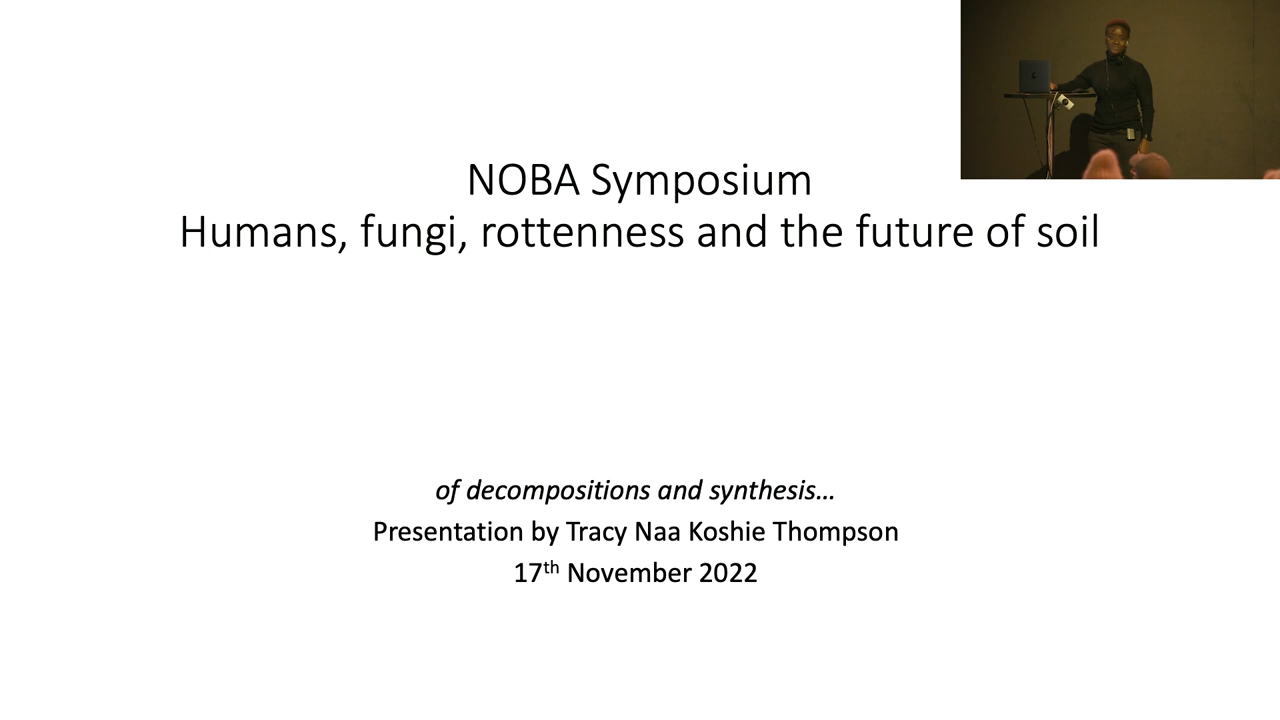 NOBA Symposium
Humans, fungi, rottenness and the future of soil
of decompositions and synthesis...
Presentation by Tracy Naa Koshie Thompson
17th November 2022